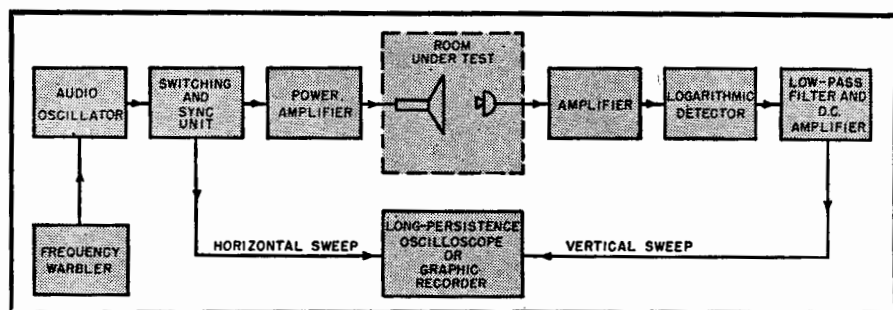 ROOM
UNDER TEST
AUDIO
OSCILLATOR
SWITCHING
AND
SYNC
UNIT
POWER
AMPLIFIER
AMPLIFIER
LOGARITHMIC
DETECTOR
LOW-PASS
FILTER AND
D.C.
AMPLIFIER
FREQUENCY
WARBLER
HORIZONTAL SWEEP
LONG-PERSISTENCE
OSCILLOSCOPE
OR
GRAPHIC
RECORDER
VERTICAL SWEEP